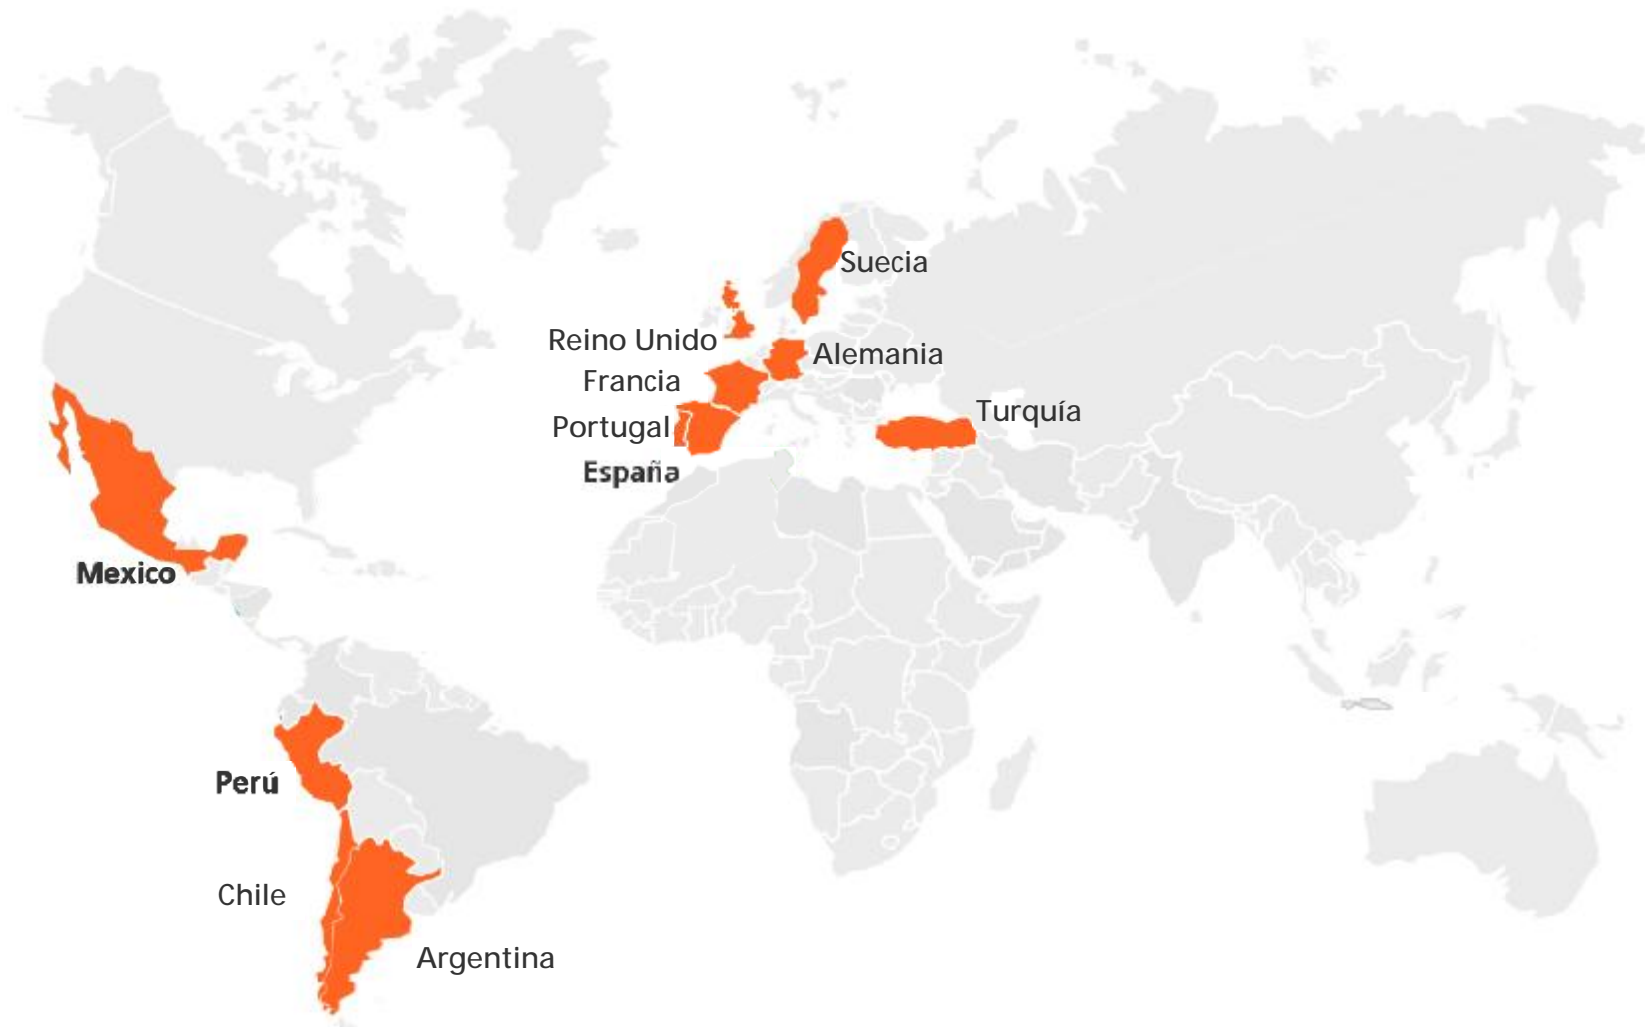 Suecia
Reino Unido
Alemania
Francia
Turquía
Portugal
España
Mexico
Perú
Chile
Argentina